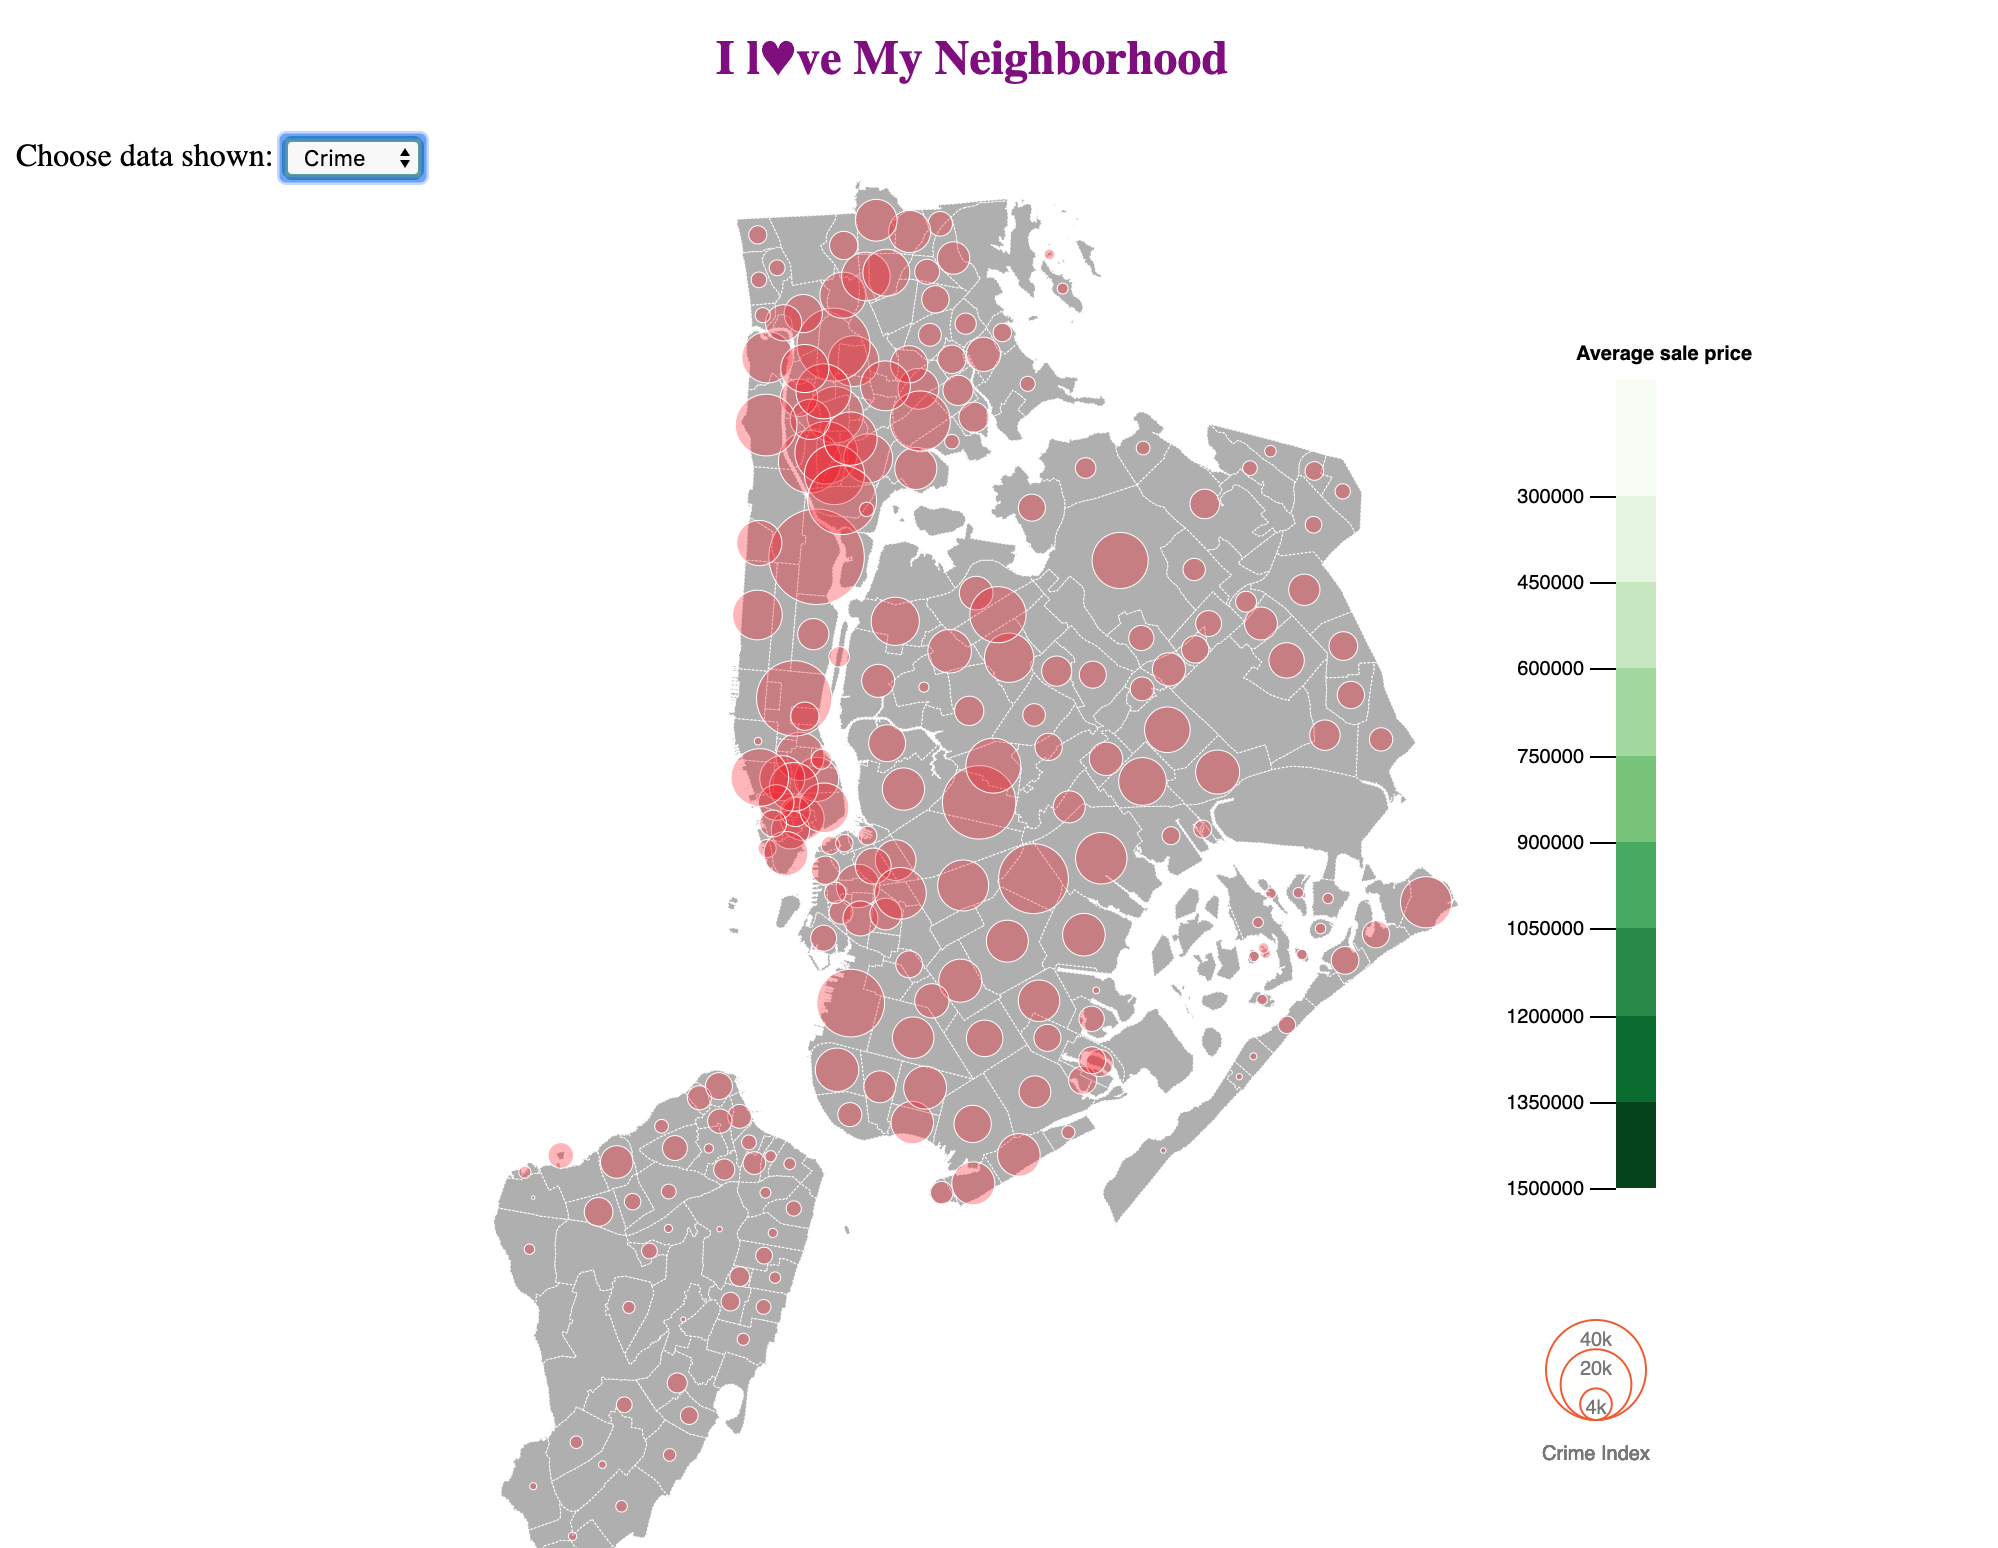 I l♥ve My Neighborhood
Choose data shown: Crime
Average sale price
300000
450000
600000
750000
900000
1050000
1200000
1350000
1500000
40k
20k
4k
Crime Index